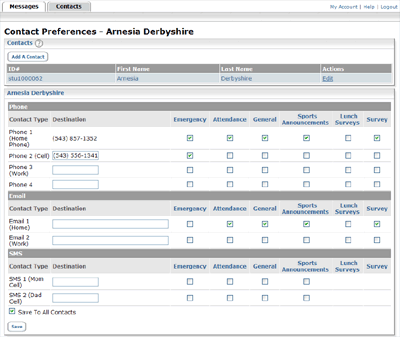 Messages Contacts My Account | Help | Logout
Contact Preferences - Arnesia Derbyshire
Contacts ?
Add A Contact
ID# First Name Last Name Actions
stu1000002 Arnesia Derbyshire Edit
Arnesia Derbyshire
Phone
Contact Type Destination Emergency Attendance General Sports Announcements Lunch Surveys Survey
Phone 1 (Home Phone) (543) 857-1352
Phone 2 (Cell) (543) 556-1341
Phone 3 (Work)
Phone 4
Email
Contact Type Destination Emergency Attendance General Sports Announcements Lunch Surveys Survey
Email 1 (Home)
Email 2 (Work)
SMS
Contact Type Destination Emergency Attendance General Sports Announcements
SMS 1 (Mom Cell)
SMS 2 (Dad Cell)
Save To All Contacts
Save